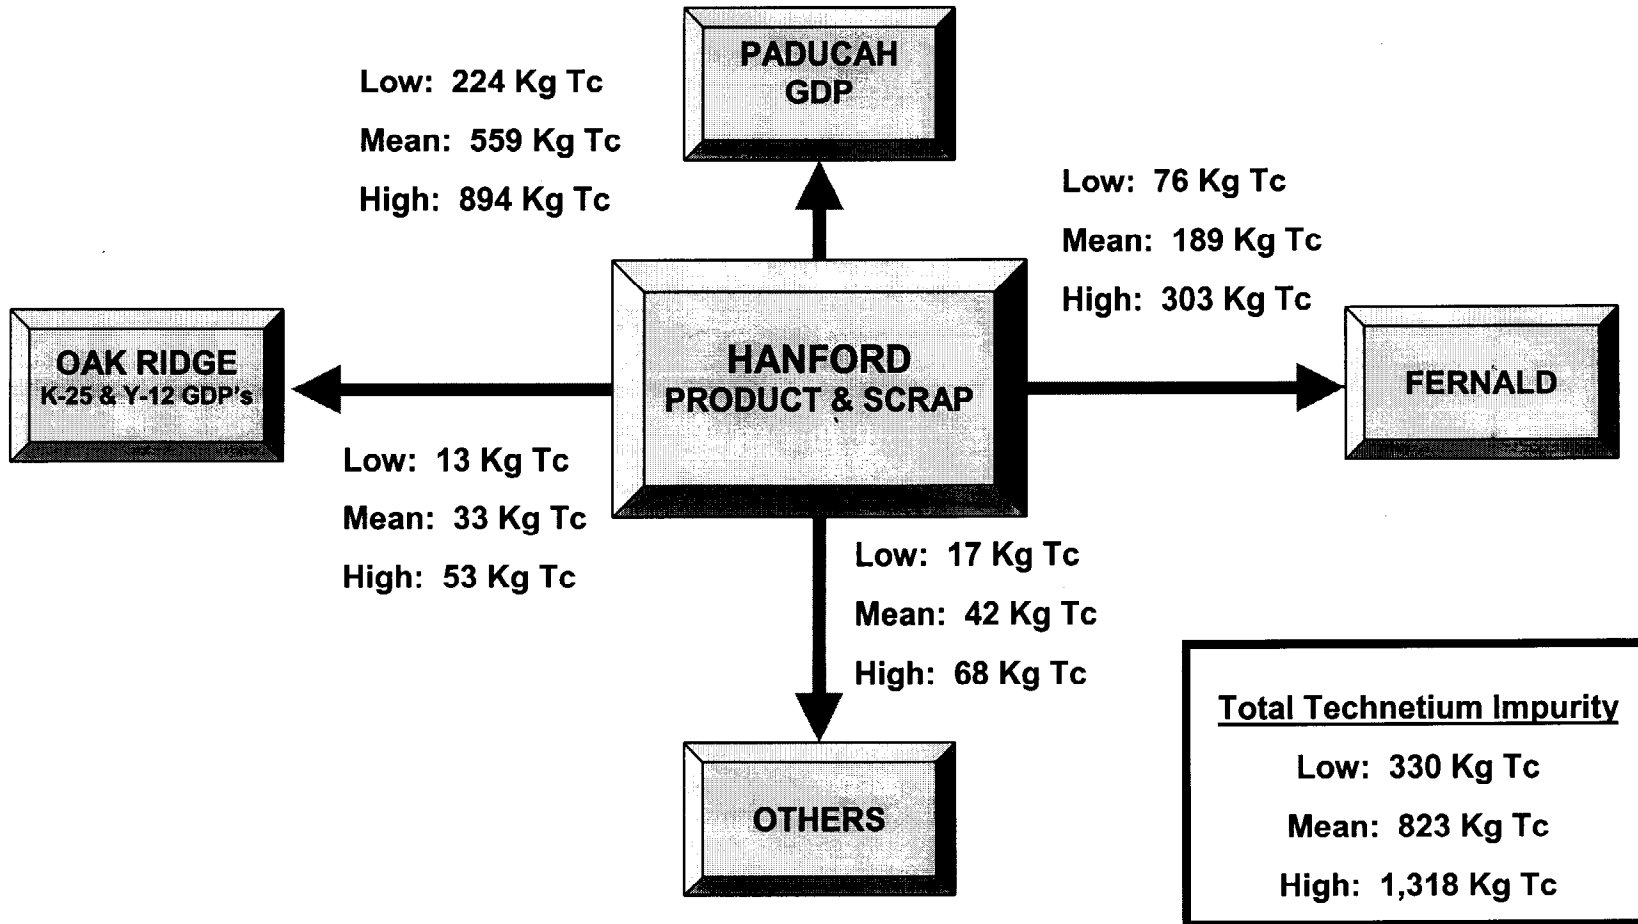 PADUCAH
GDP
Low: 224 Kg Tc
Mean: 559 Kg Tc
High: 894 Kg Tc
Low: 76 Kg Tc
Mean: 189 Kg Tc
High: 303 Kg Tc
OAK RIDGE
K-25 & Y-12 GDP's
HANFORD
PRODUCT & SCRAP
FERNALD
Low: 13 Kg Tc
Mean: 33 Kg Tc
High: 53 Kg Tc
Low: 17 Kg Tc
Mean: 42 Kg Tc
High: 68 Kg Tc
OTHERS
Total Technetium Impurity
Low: 330 Kg Tc
Mean: 823 Kg Tc
High: 1,318 Kg Tc